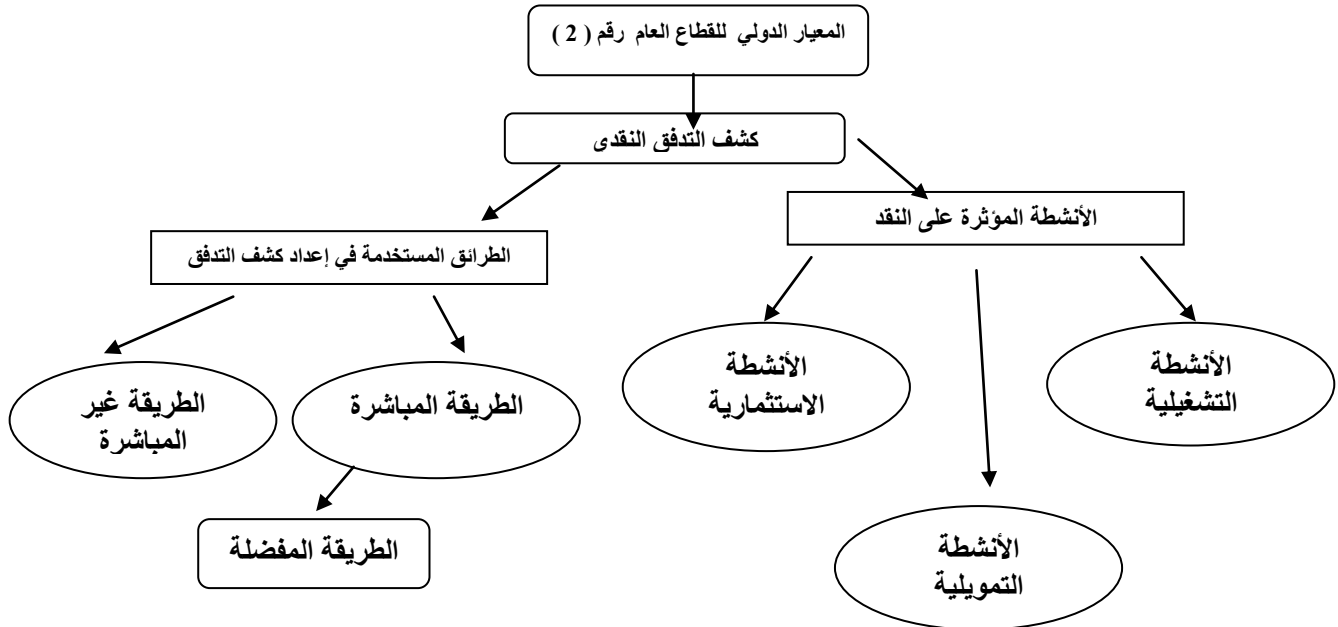 المعيار الدولي للقطاع العام رقم ( 2 )
كشف التدفق النقدى
الأنشطة المؤثرة على النقد
الطرائق المستخدمة في إعداد كشف التدفق
الأنشطة
التشغيلية
الأنشطة
الاستثمارية
الطريقة المباشرة
الطريقة غير
المباشرة
الأنشطة
التمويلية
الطريقة المفضلة